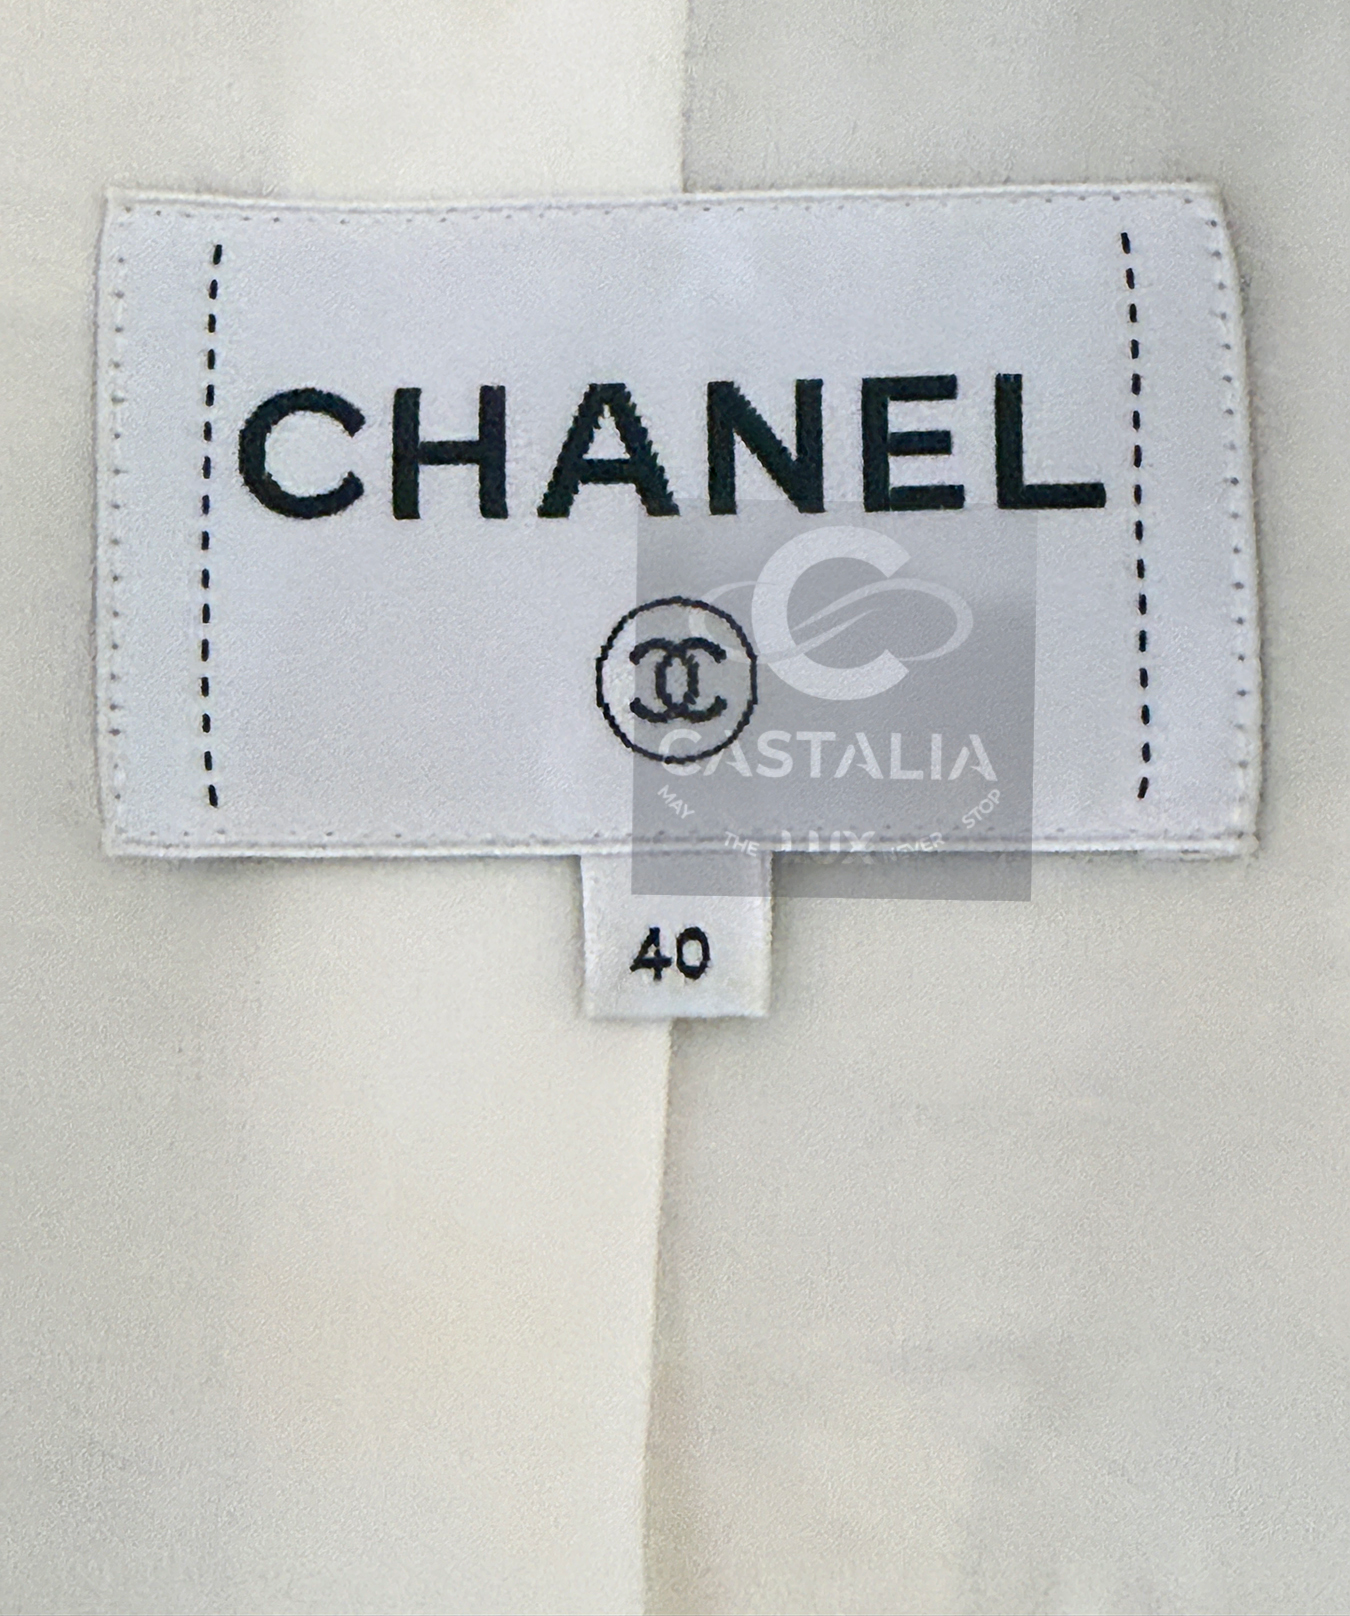 CHANEL
CASTALIA
MAY THE LUX NEVER STOP
40